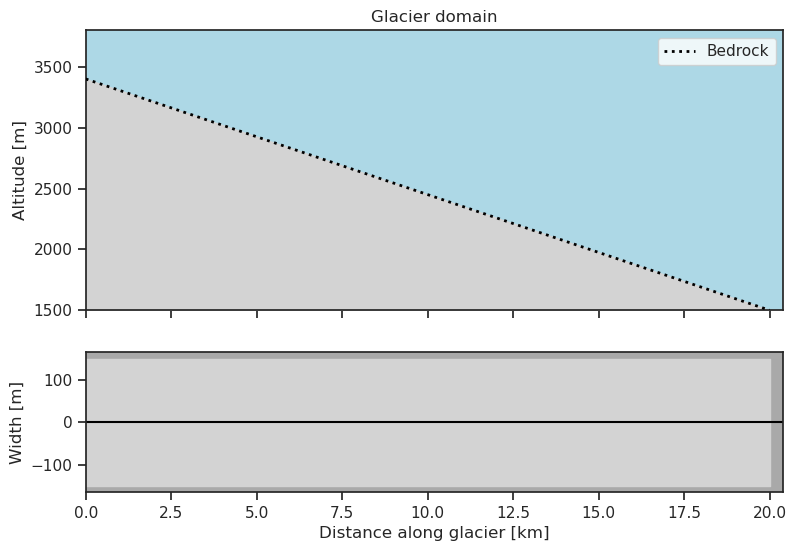 Glacier domain
Bedrock
Altitude [m]
3500
3000
2500
2000
1500
Width [m]
100
0
−100
0.0 2.5 5.0 7.5 10.0 12.5 15.0 17.5 20.0
Distance along glacier [km]